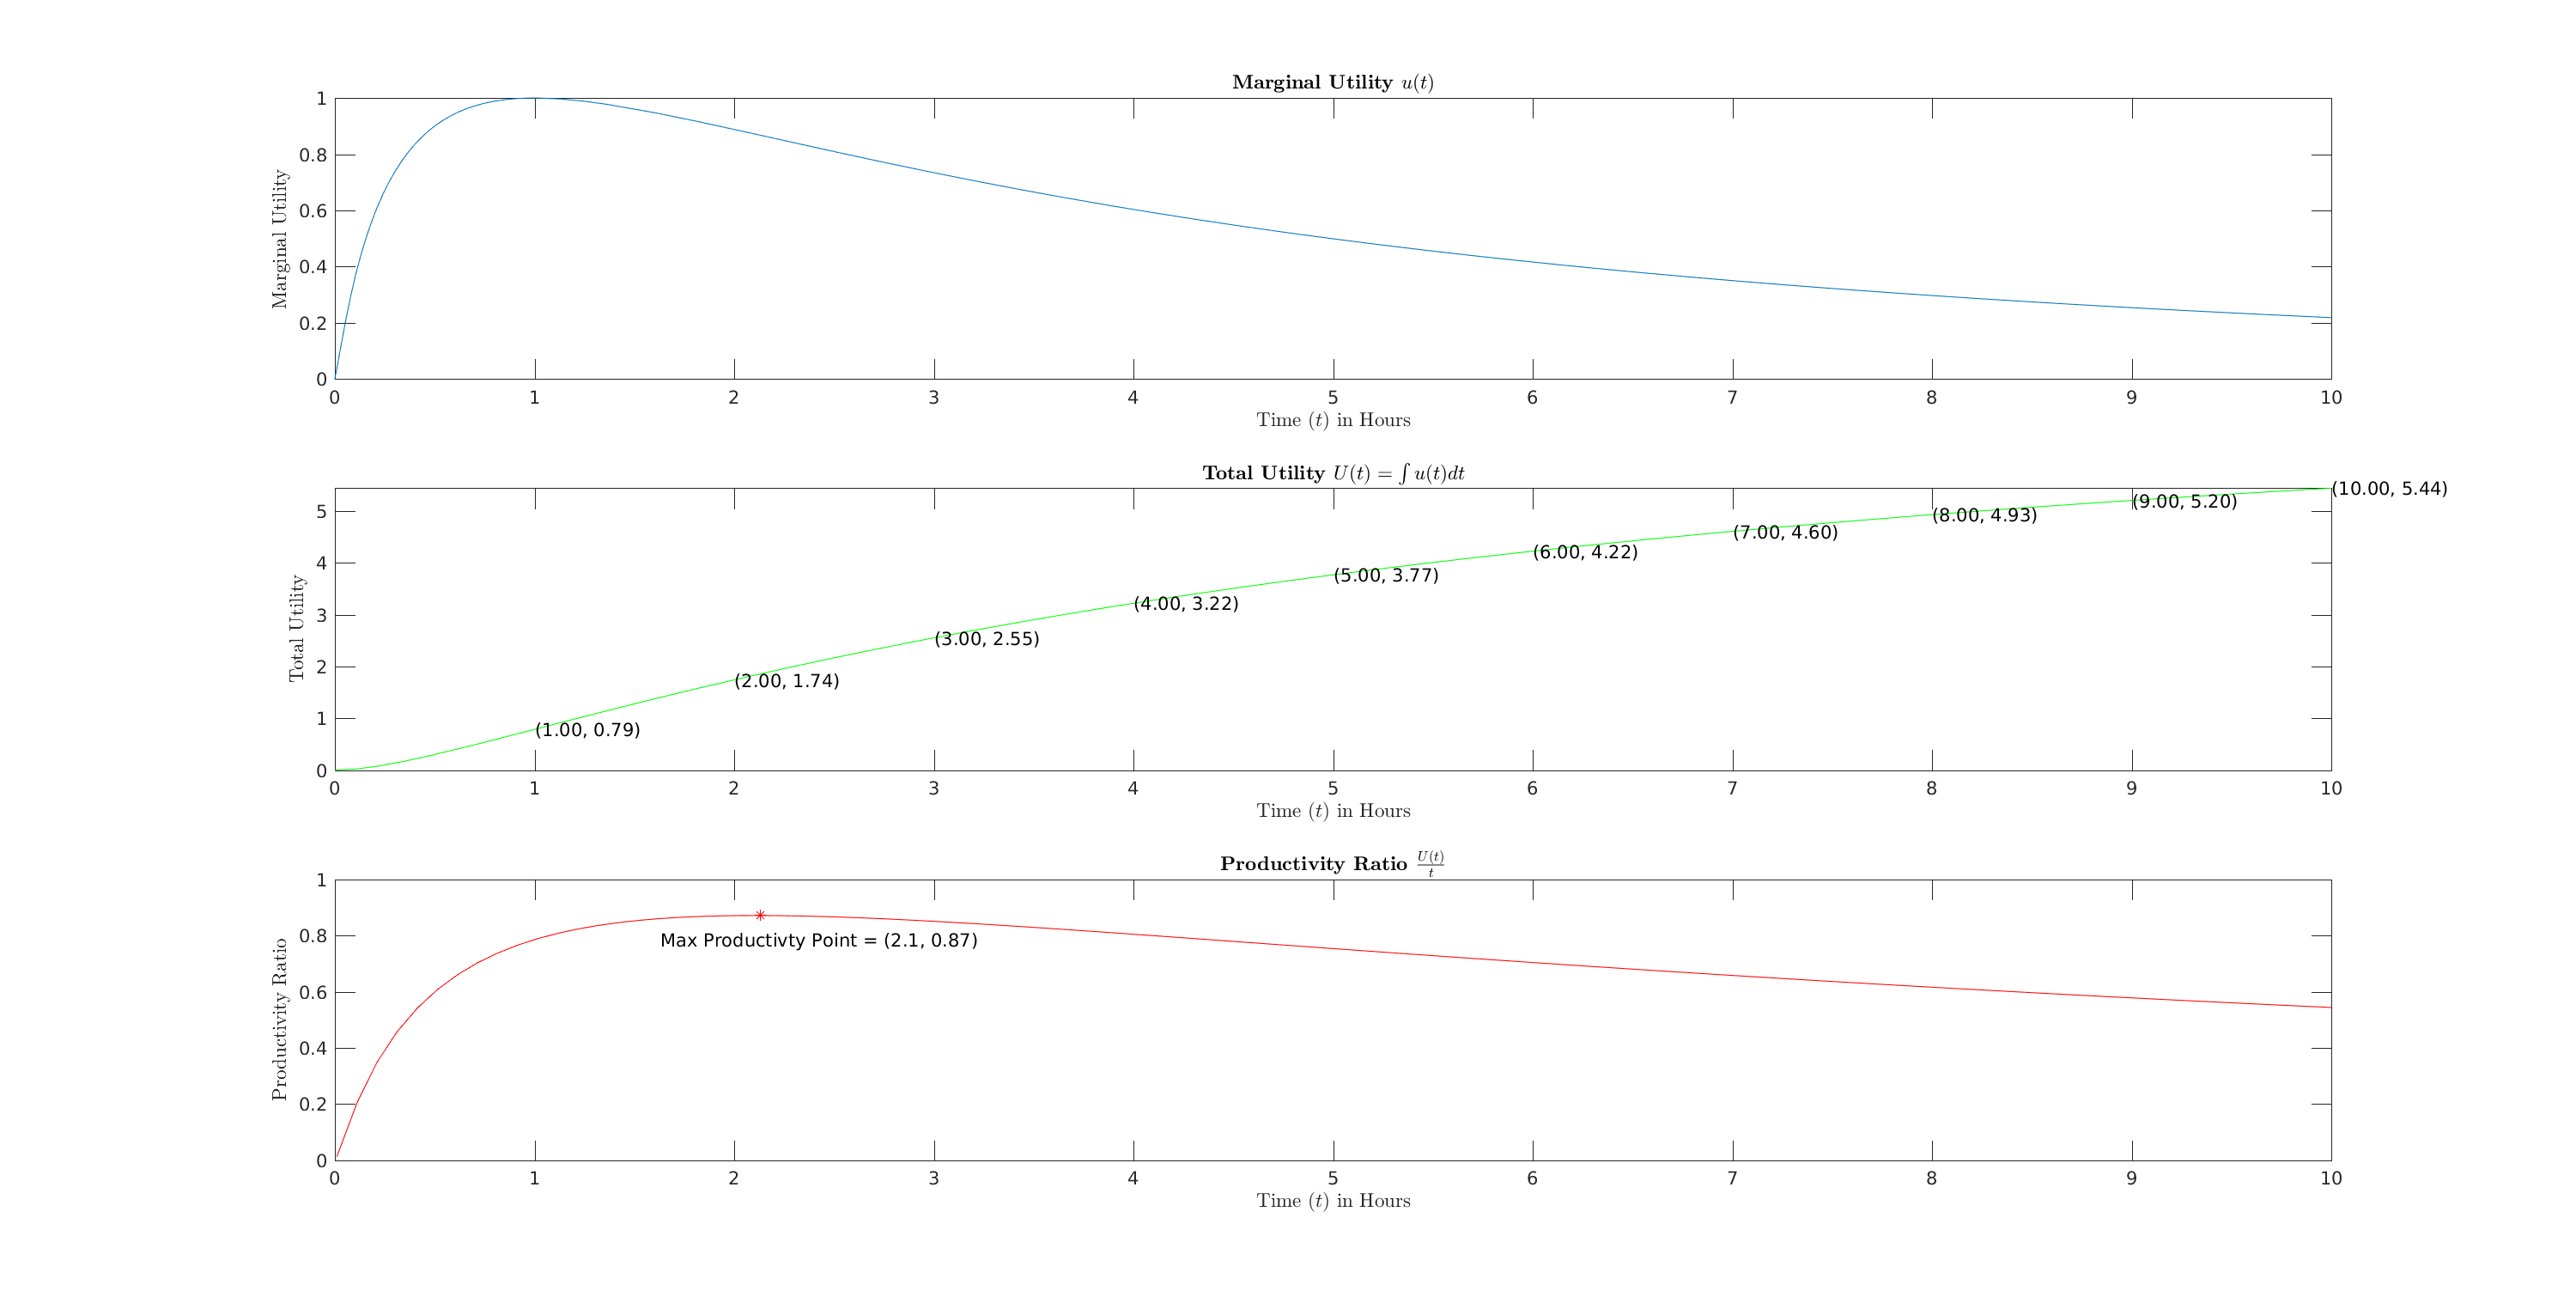 Marginal Utility u(t)
1
0.8
0.6
0.4
0.2
0
Marginal Utility
0 1 2 3 4 5 6 7 8 9 10
Time (t) in Hours
Total Utility U(t) = ∫ u(t)dt
5
4
3
2
1
0
Total Utility
(1.00, 0.79)
(2.00, 1.74)
(3.00, 2.55)
(4.00, 3.22)
(5.00, 3.77)
(6.00, 4.22)
(7.00, 4.60)
(8.00, 4.93)
(9.00, 5.20)
(10.00, 5.44)
0 1 2 3 4 5 6 7 8 9 10
Time (t) in Hours
Productivity Ratio U(t)/t
1
0.8
0.6
0.4
0.2
0
Productivity Ratio
Max Productivty Point = (2.1, 0.87)
0 1 2 3 4 5 6 7 8 9 10
Time (t) in Hours